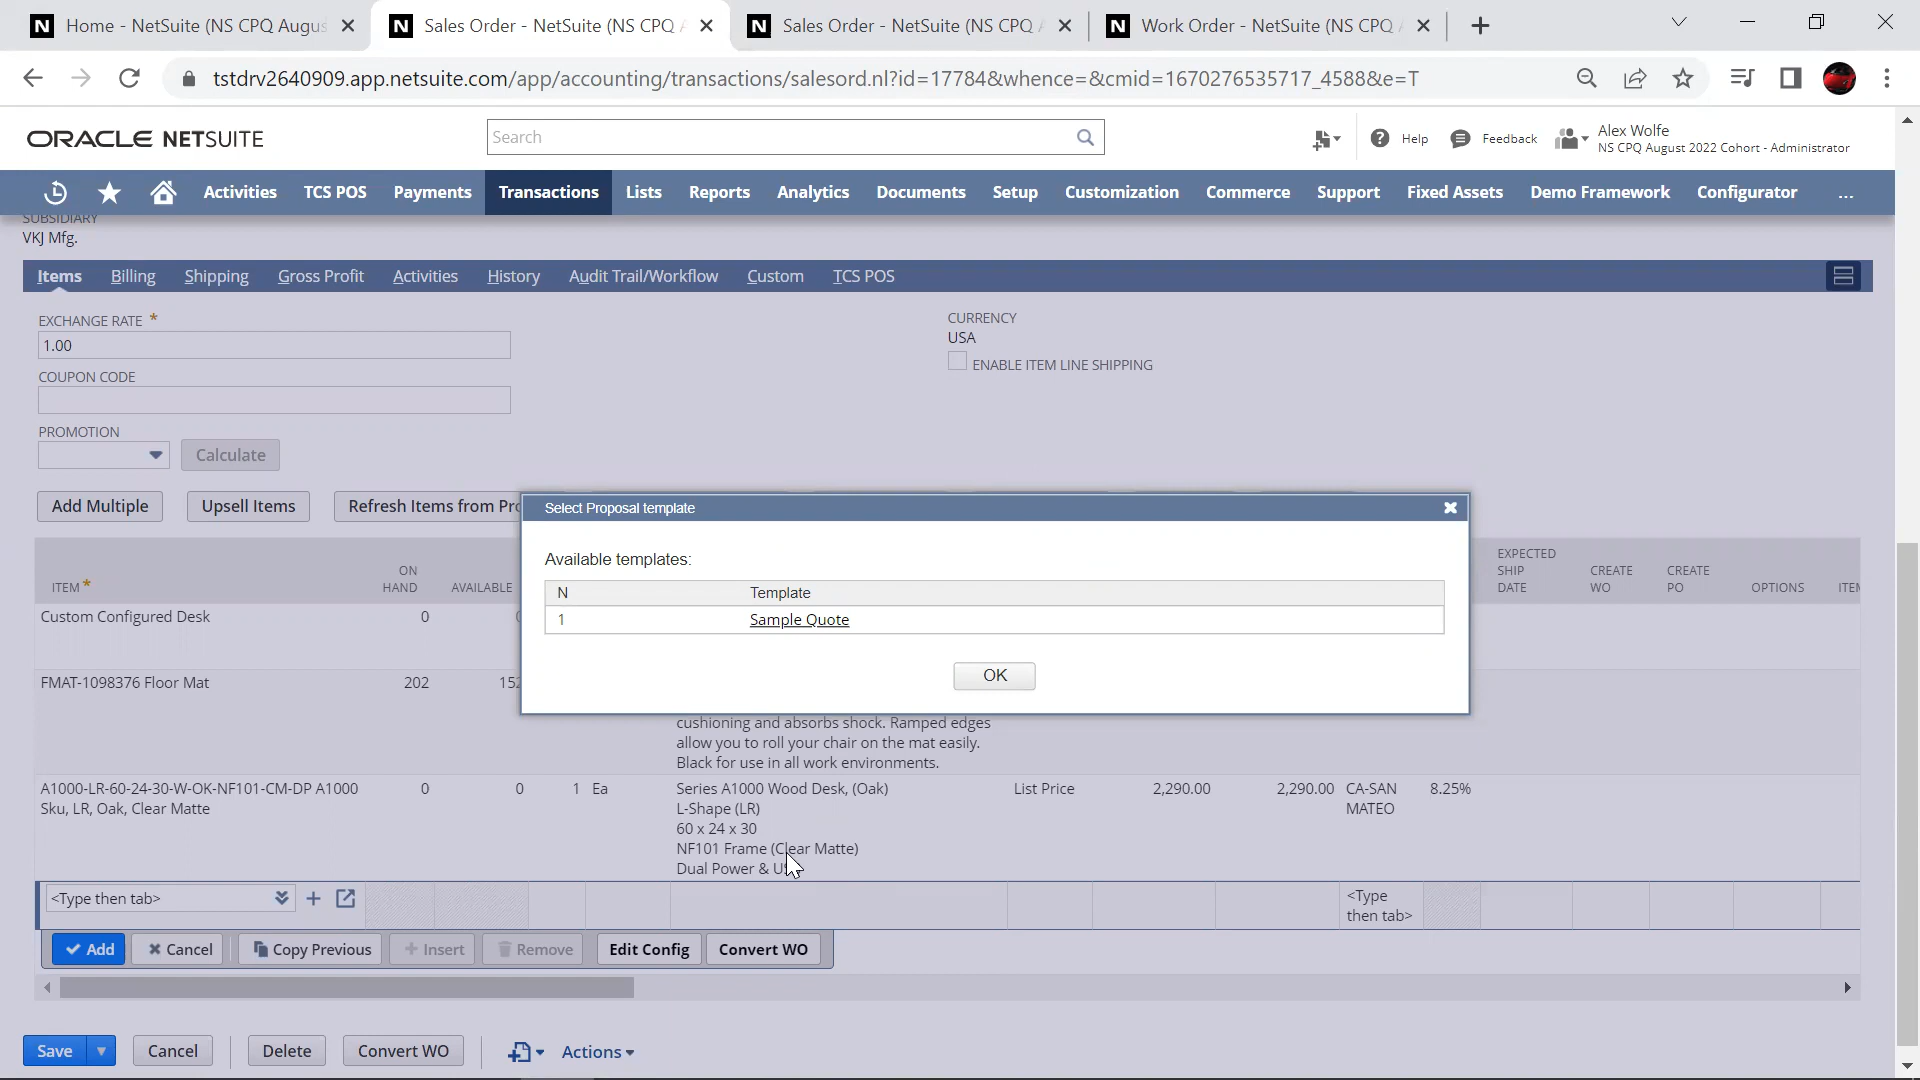 Home - NetSuite (NS CPQ Augus
Sales Order - NetSuite (NS CPQ A
Sales Order - NetSuite (NS CPQ A
Work Order - NetSuite (NS CPQ A
tstdrv2640909.app.netsuite.com/app/accounting/transactions/salesord.nl?id=17784&whence=&cmid=1670276535717_4588&e=T
ORACLE NETSUITE
Search
Help
Feedback
Alex Wolfe
NS CPQ August 2022 Cohort - Administrator
Activities TCS POS Payments Transactions Lists Reports Analytics Documents Setup Customization Commerce Support Fixed Assets Demo Framework Configurator ...
SUBSIDIARY
VKJ Mfg.
Items Billing Shipping Gross Profit Activities History Audit Trail/Workflow Custom TCS POS
EXCHANGE RATE *
1.00
CURRENCY
USA
ENABLE ITEM LINE SHIPPING
COUPON CODE
PROMOTION
Calculate
Add Multiple Upsell Items Refresh Items from Pro
Select Proposal template
Available templates:
N Template
1 Sample Quote
OK
ITEM * ON HAND AVAILABLE EXPECTED SHIP DATE CREATE WO CREATE PO OPTIONS ITEM
Custom Configured Desk 0
FMAT-1098376 Floor Mat 202 152
cushioning and absorbs shock. Ramped edges
allow you to roll your chair on the mat easily.
Black for use in all work environments.
A1000-LR-60-24-30-W-OK-NF101-CM-DP A1000 0 0 1 Ea Series A1000 Wood Desk, (Oak) List Price 2,290.00 2,290.00 CA-SAN 8.25%
Sku, LR, Oak, Clear Matte L-Shape (LR) MATEO
60 x 24 x 30
NF101 Frame (Clear Matte)
Dual Power &
<Type then tab> <Type
then tab>
Add Cancel Copy Previous Insert Remove Edit Config Convert WO
Save Cancel Delete Convert WO Actions